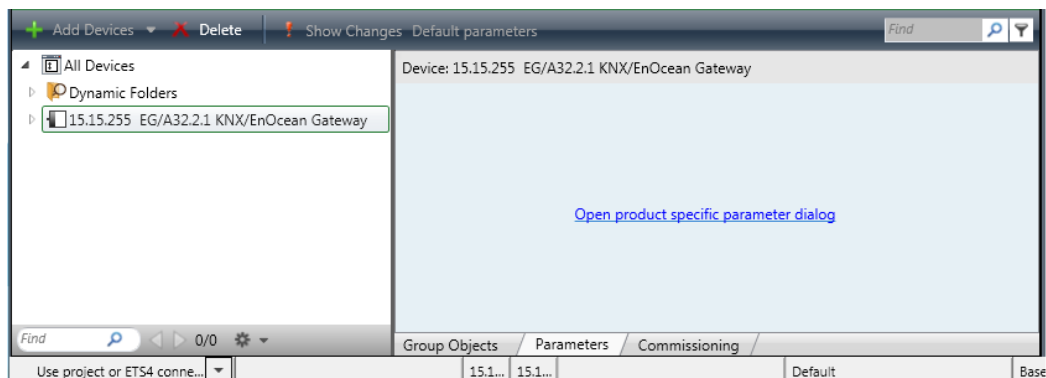 Add Devices Delete Show Changes Default parameters Find
All Devices
Dynamic Folders
15.15.255 EG/A32.2.1 KNX/EnOcean Gateway
Device: 15.15.255 EG/A32.2.1 KNX/EnOcean Gateway
Open product specific parameter dialog
Find 0/0
Group Objects Parameters Commissioning
Use project or ETS4 conne... 15.1... 15.1... Default Base